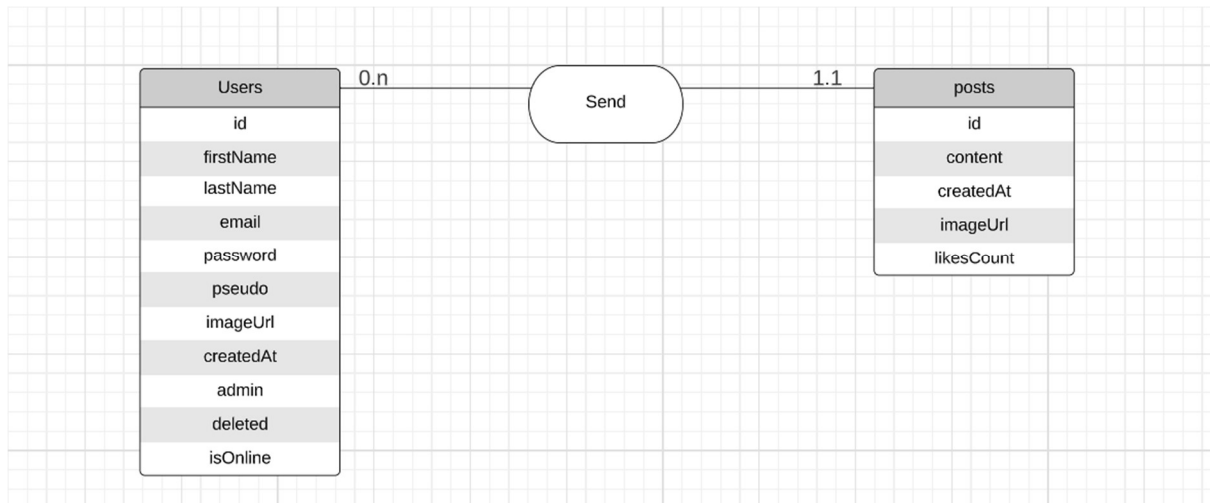 Users
id
firstName
lastName
email
password
pseudo
imageUrl
createdAt
admin
deleted
isOnline
0.n
Send
1.1
posts
id
content
createdAt
imageUrl
likesCount